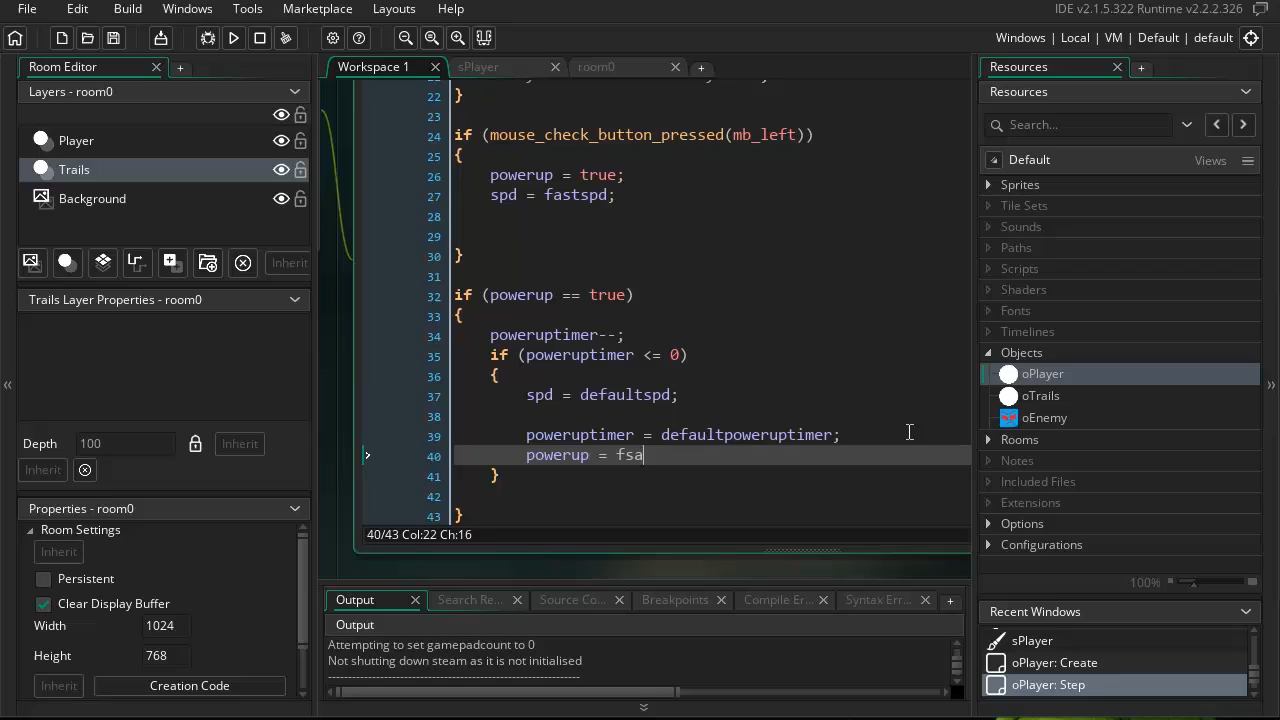 File Edit Build Windows Tools Marketplace Layouts Help IDE v2.1.5.322 Runtime v2.2.2.326
Windows | Local | VM | Default | default
Room Editor
Layers - room0
Player
Trails
Background
Inherit
Trails Layer Properties - room0
Depth 100 Inherit
Inherit
Properties - room0
Room Settings
Inherit
Persistent
Clear Display Buffer
Width 1024
Height 768
Inherit Creation Code
Workspace 1 sPlayer room0
22 }
23
24 if (mouse_check_button_pressed(mb_left))
25 {
26 powerup = true;
27 spd = fastspd;
28
29
30 }
31
32 if (powerup == true)
33 {
34 poweruptimer--;
35 if (poweruptimer <= 0)
36 {
37 spd = defaultspd;
38
39 poweruptimer = defaultpoweruptimer;
40 powerup = fsa
41 }
42
43 }
40/43 Col:22 Ch:16
Output Search Re... Source Co... Breakpoints Compile Er... Syntax Err...
Output
Attempting to set gamepadcount to 0
Not shutting down steam as it is not initialised
Resources
Resources
Search...
Default Views
Sprites
Tile Sets
Sounds
Paths
Scripts
Shaders
Fonts
Timelines
Objects
oPlayer
oTrails
oEnemy
Rooms
Notes
Included Files
Extensions
Options
Configurations
100%
Recent Windows
sPlayer
oPlayer: Create
oPlayer: Step